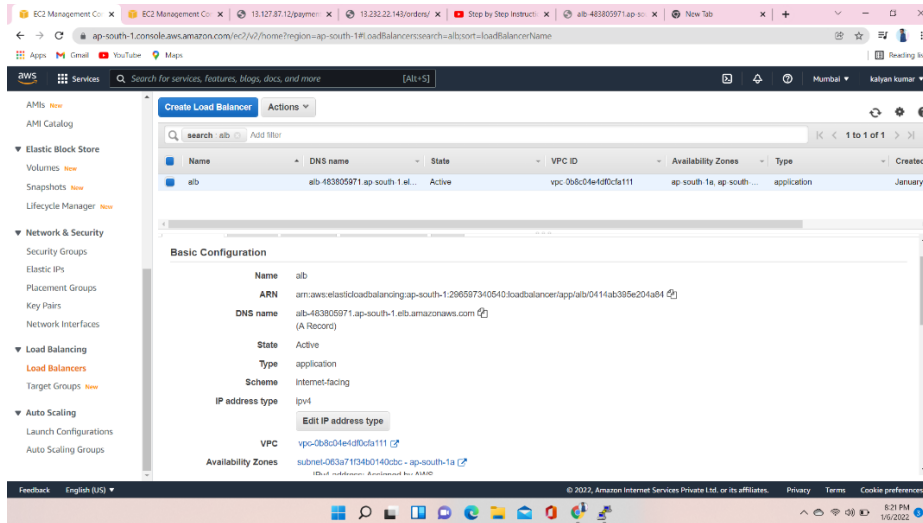 EC2 Management Co
EC2 Management Co
13.127.87.12/paymen
13.232.22.143/orders/
Step by Step Instructi
alb-483805971.ap-so
New Tab
ap-south-1.console.aws.amazon.com/ec2/v2/home?region=ap-south-1#LoadBalancers:search=alb;sort=loadBalancerName
Apps Gmail YouTube Maps Reading lis
aws Services Search for services, features, blogs, docs, and more [Alt+S] Mumbai kalyan kumar
AMIs New
AMI Catalog
Elastic Block Store
Volumes New
Snapshots New
Lifecycle Manager New
Network & Security
Security Groups
Elastic IPs
Placement Groups
Key Pairs
Network Interfaces
Load Balancing
Load Balancers
Target Groups New
Auto Scaling
Launch Configurations
Auto Scaling Groups
Create Load Balancer Actions
search : alb Add filter 1 to 1 of 1
Name DNS name State VPC ID Availability Zones Type Created
alb alb-483805971.ap-south-1.el... Active vpc-0b8c04e4df0cfa111 ap-south-1a, ap-south-... application January
Basic Configuration
Name alb
ARN arn:aws:elasticloadbalancing:ap-south-1:296597340540:loadbalancer/app/alb/0414ab395e204a84
DNS name alb-483805971.ap-south-1.elb.amazonaws.com
(A Record)
State Active
Type application
Scheme internet-facing
IP address type ipv4
Edit IP address type
VPC vpc-0b8c04e4df0cfa111
Availability Zones subnet-063a71f34b0140cbc - ap-south-1a
IPv4 address: Assigned by AWS
Feedback English (US) © 2022, Amazon Internet Services Private Ltd. or its affiliates. Privacy Terms Cookie preferences
8:21 PM
1/6/2022